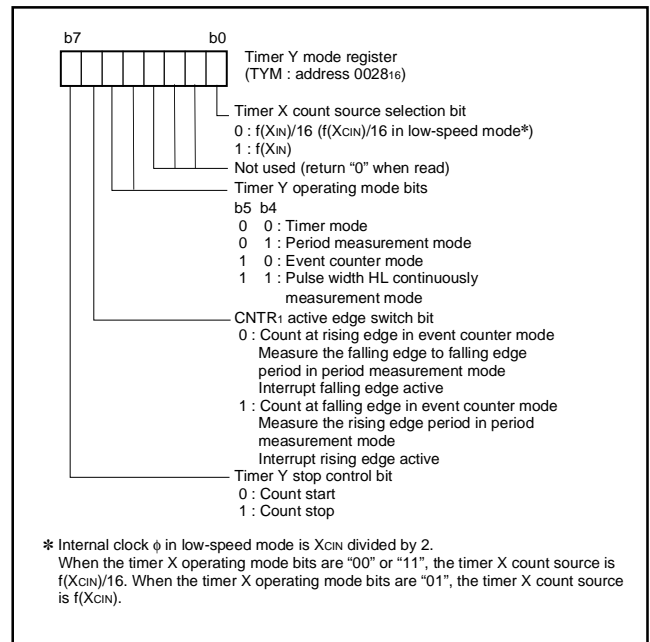 b7 b0
Timer Y mode register
(TYM : address 002816)
Timer X count source selection bit
0 : f(XIN)/16 (f(XCIN)/16 in low-speed mode✽)
1 : f(XIN)
Not used (return “0” when read)
Timer Y operating mode bits
b5 b4
0 0 : Timer mode
0 1 : Period measurement mode
1 0 : Event counter mode
1 1 : Pulse width HL continuously
measurement mode
CNTR1 active edge switch bit
0 : Count at rising edge in event counter mode
Measure the falling edge to falling edge
period in period measurement mode
Interrupt falling edge active
1 : Count at falling edge in event counter mode
Measure the rising edge period in period
measurement mode
Interrupt rising edge active
Timer Y stop control bit
0 : Count start
1 : Count stop
✽ Internal clock ϕ in low-speed mode is XCIN divided by 2.
When the timer X operating mode bits are “00” or “11”, the timer X count source is
f(XCIN)/16. When the timer X operating mode bits are “01”, the timer X count source
is f(XCIN).